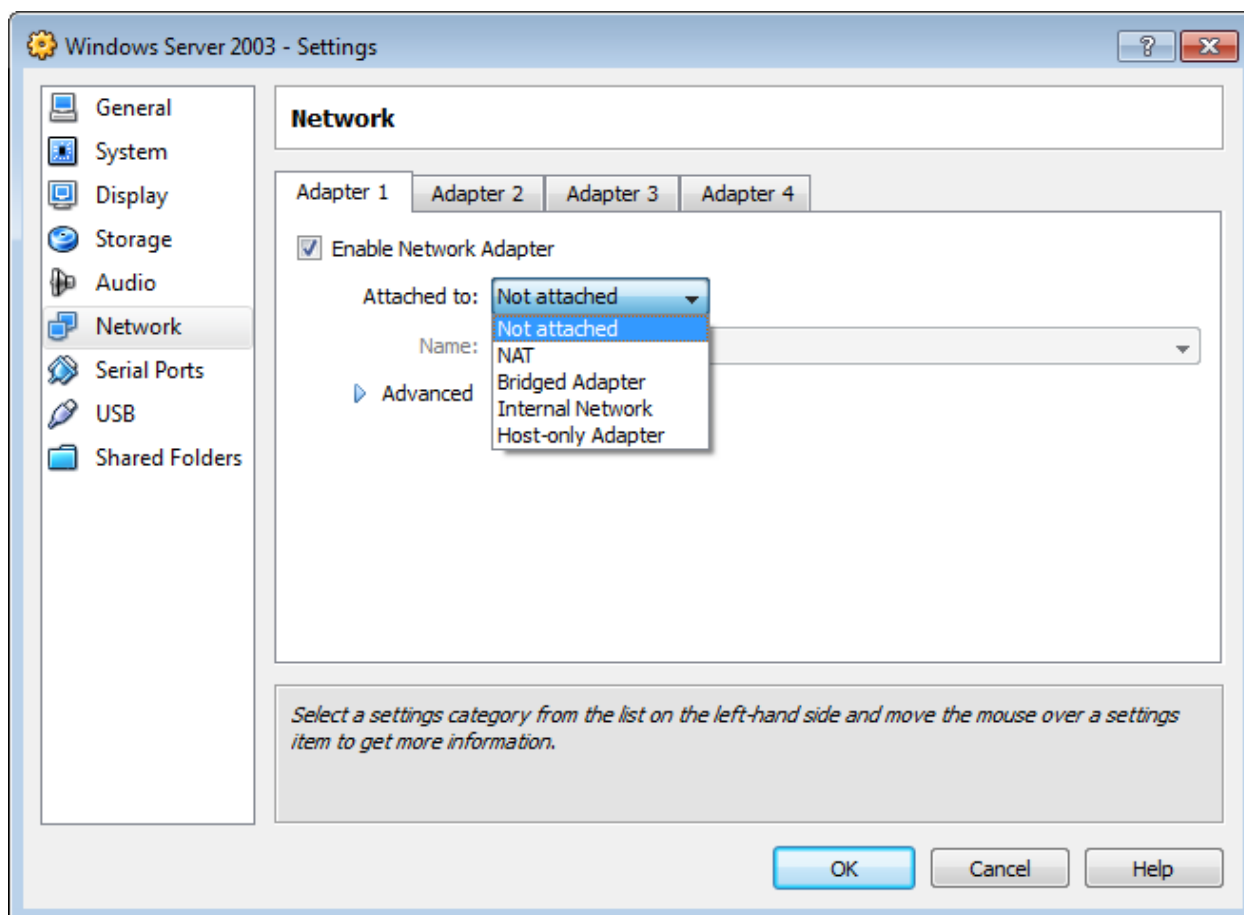 Windows Server 2003 - Settings
General
System
Display
Storage
Audio
Network
Serial Ports
USB
Shared Folders
Network
Adapter 1 Adapter 2 Adapter 3 Adapter 4
Enable Network Adapter
Attached to: Not attached
Not attached
NAT
Bridged Adapter
Internal Network
Host-only Adapter
Name:
Advanced
Select a settings category from the list on the left-hand side and move the mouse over a settings
item to get more information.
OK Cancel Help